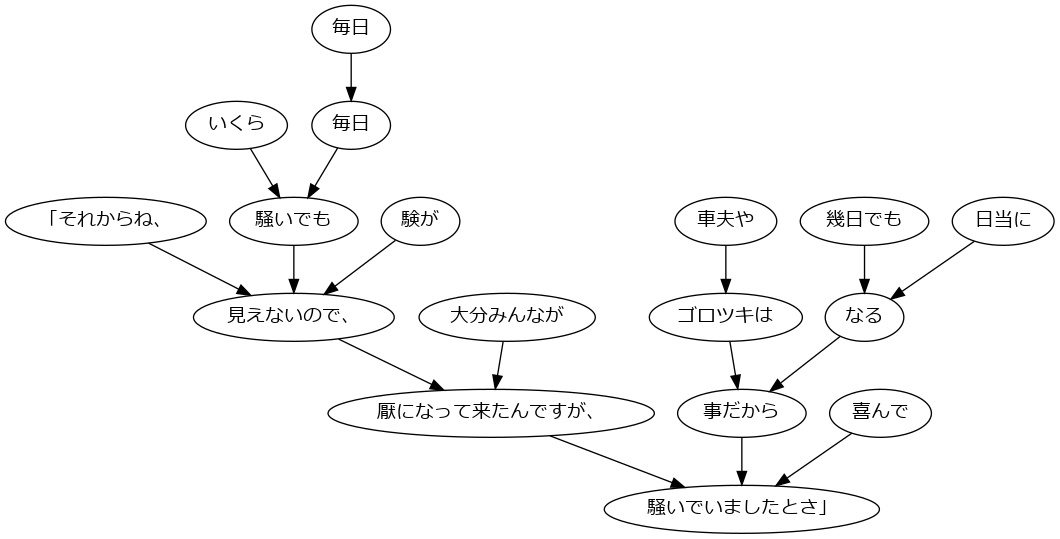 毎日
いくら
毎日
「それからね、
騒いでも
験が
車夫や
幾日でも
日当に
見えないので、
大分みんなが
ゴロツキは
なる
厭になって来たんですが、
事だから
喜んで
騒いでいましたとさ」